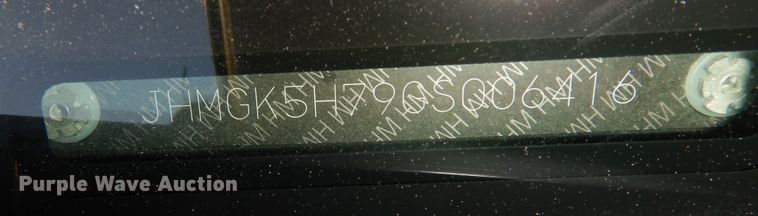 JHMGK5H79GS006416
Purple Wave Auction